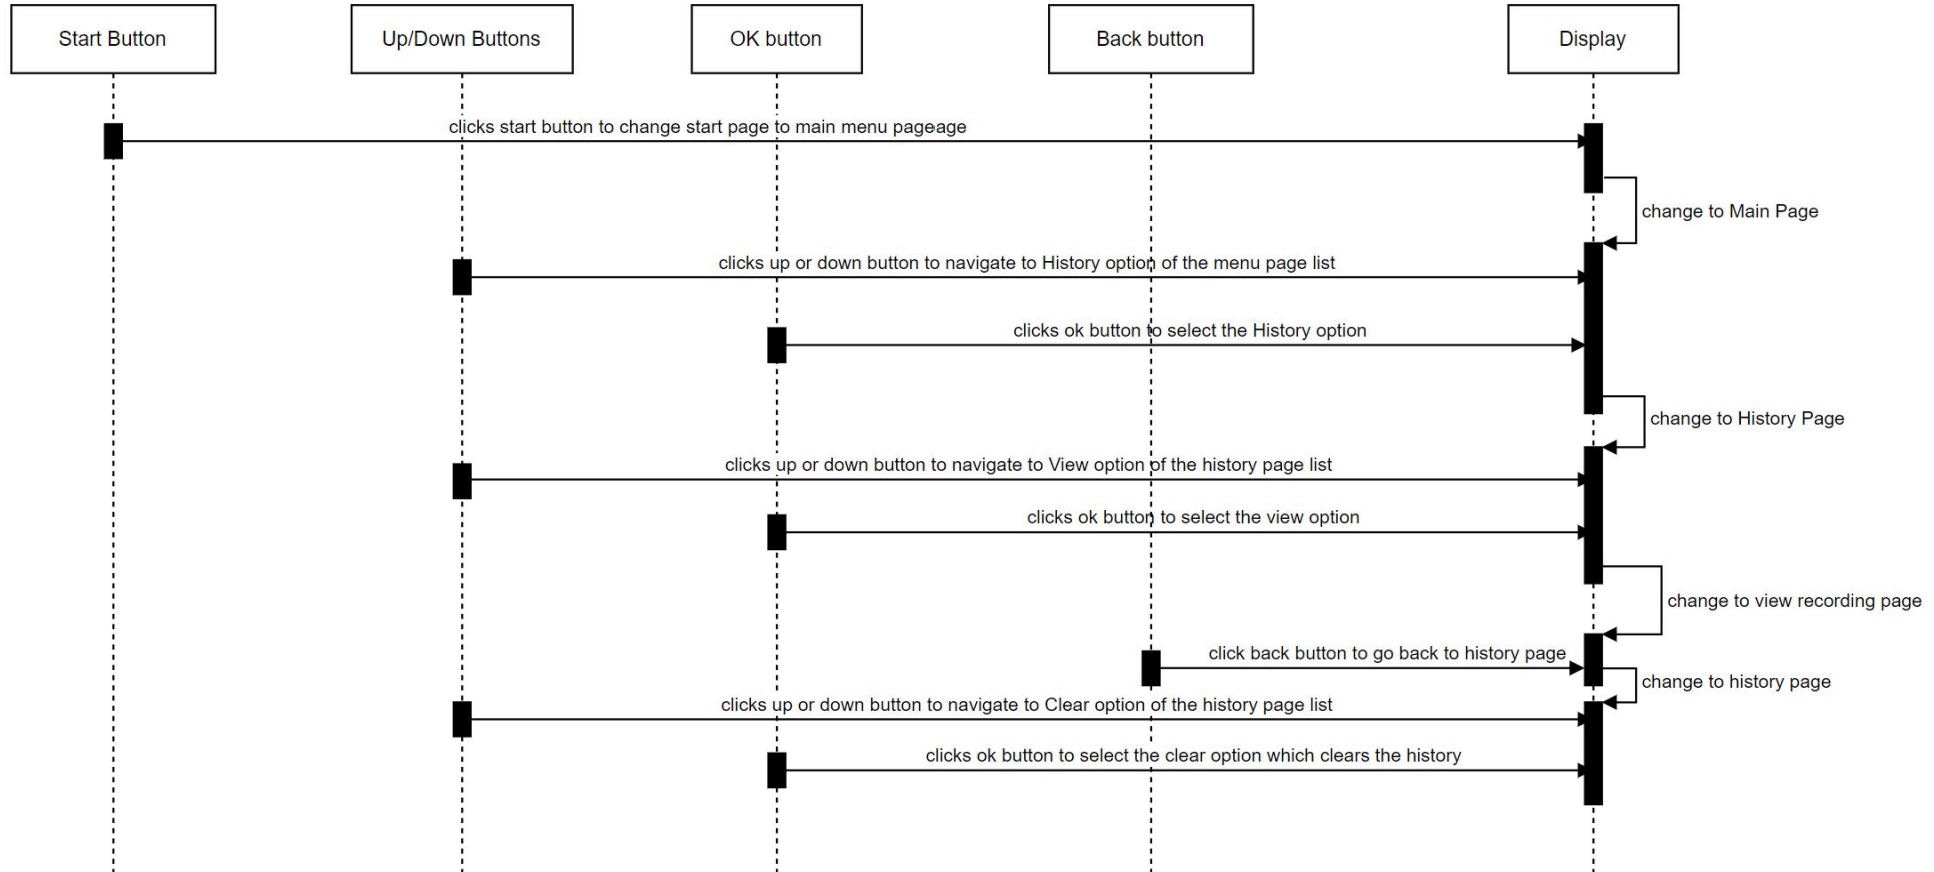 Start Button
Up/Down Buttons
OK button
Back button
Display
clicks start button to change start page to main menu pageage
change to Main Page
clicks up or down button to navigate to History option of the menu page list
clicks ok button to select the History option
change to History Page
clicks up or down button to navigate to View option of the history page list
clicks ok button to select the view option
change to view recording page
click back button to go back to history page
change to history page
clicks up or down button to navigate to Clear option of the history page list
clicks ok button to select the clear option which clears the history